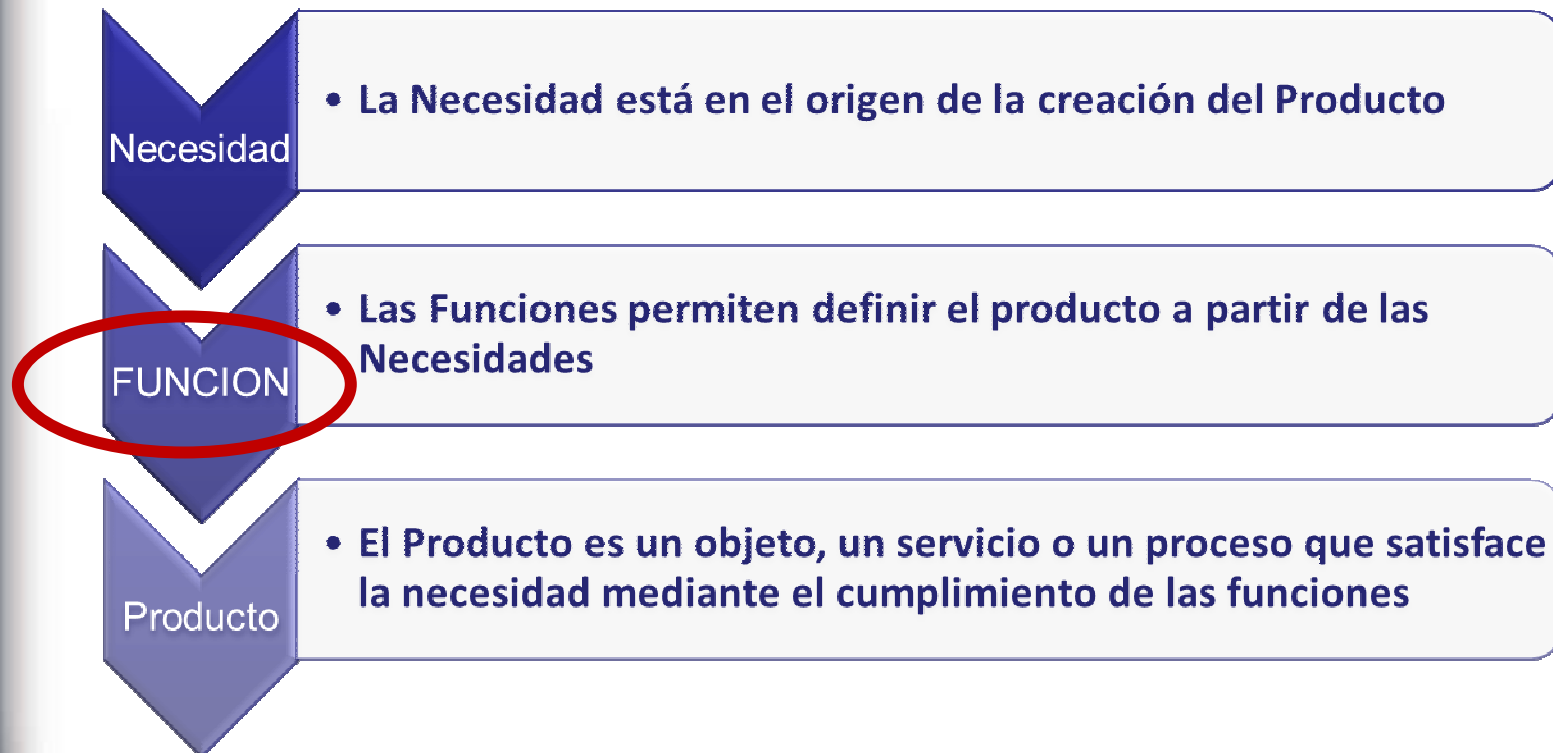 Necesidad
• La Necesidad está en el origen de la creación del Producto
FUNCION
• Las Funciones permiten definir el producto a partir de las
Necesidades
Producto
• El Producto es un objeto, un servicio o un proceso que satisface
la necesidad mediante el cumplimiento de las funciones